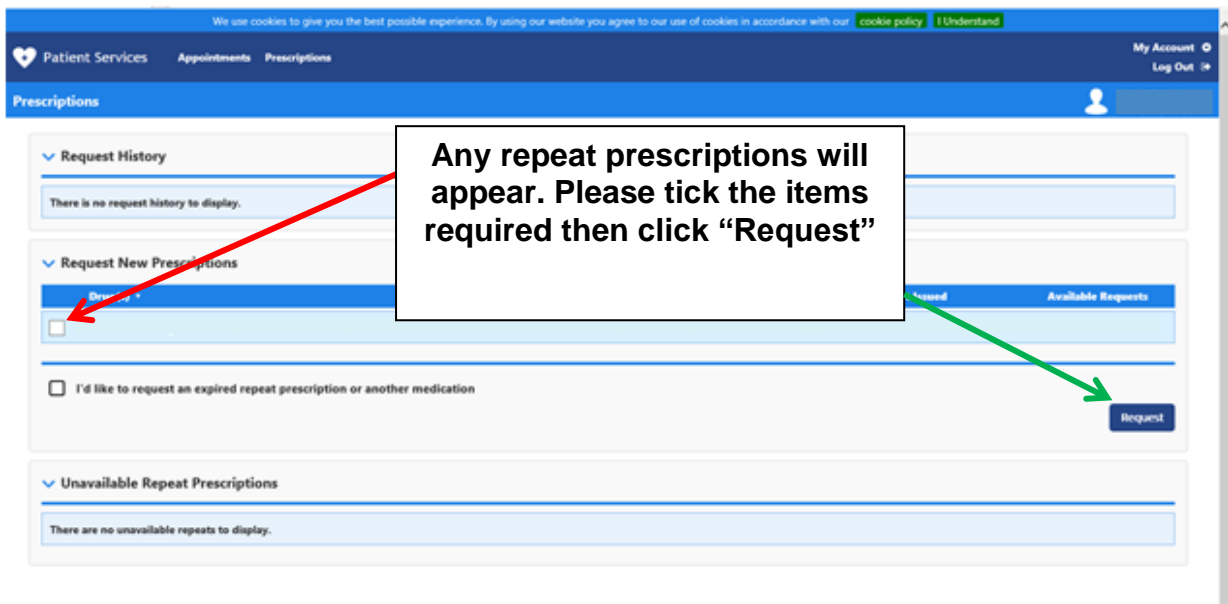 We use cookies to give you the best possible experience. By using our website you agree to our use of cookies in accordance with our cookie policy I Understand
Patient Services Appointments Prescriptions
My Account
Log Out
Prescriptions
Request History
Any repeat prescriptions will
appear. Please tick the items
required then click “Request”
There is no request history to display.
Request New Prescriptions
Issued Available Requests
I'd like to request an expired repeat prescription or another medication
Request
Unavailable Repeat Prescriptions
There are no unavailable repeats to display.